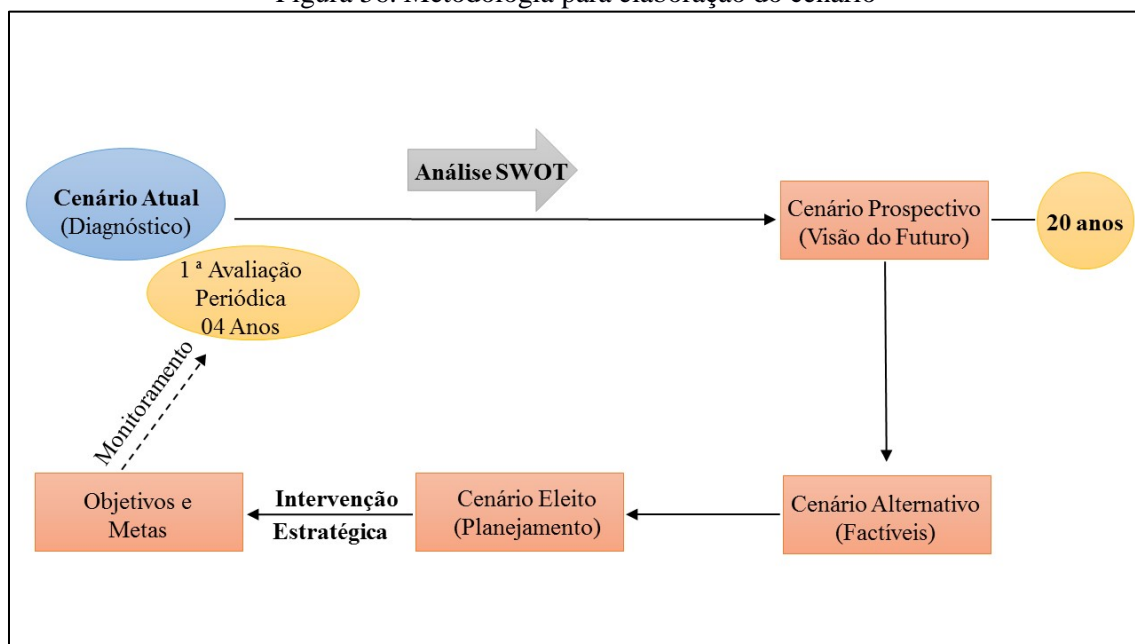 Figura 58. Metodologia para elaboração do cenário
Análise SWOT
Cenário Atual
(Diagnóstico)
Cenário Prospectivo
(Visão do Futuro)
20 anos
1 ª Avaliação
Periódica
04 Anos
Monitoramento
Objetivos e
Metas
Intervenção
Estratégica
Cenário Eleito
(Planejamento)
Cenário Alternativo
(Factíveis)